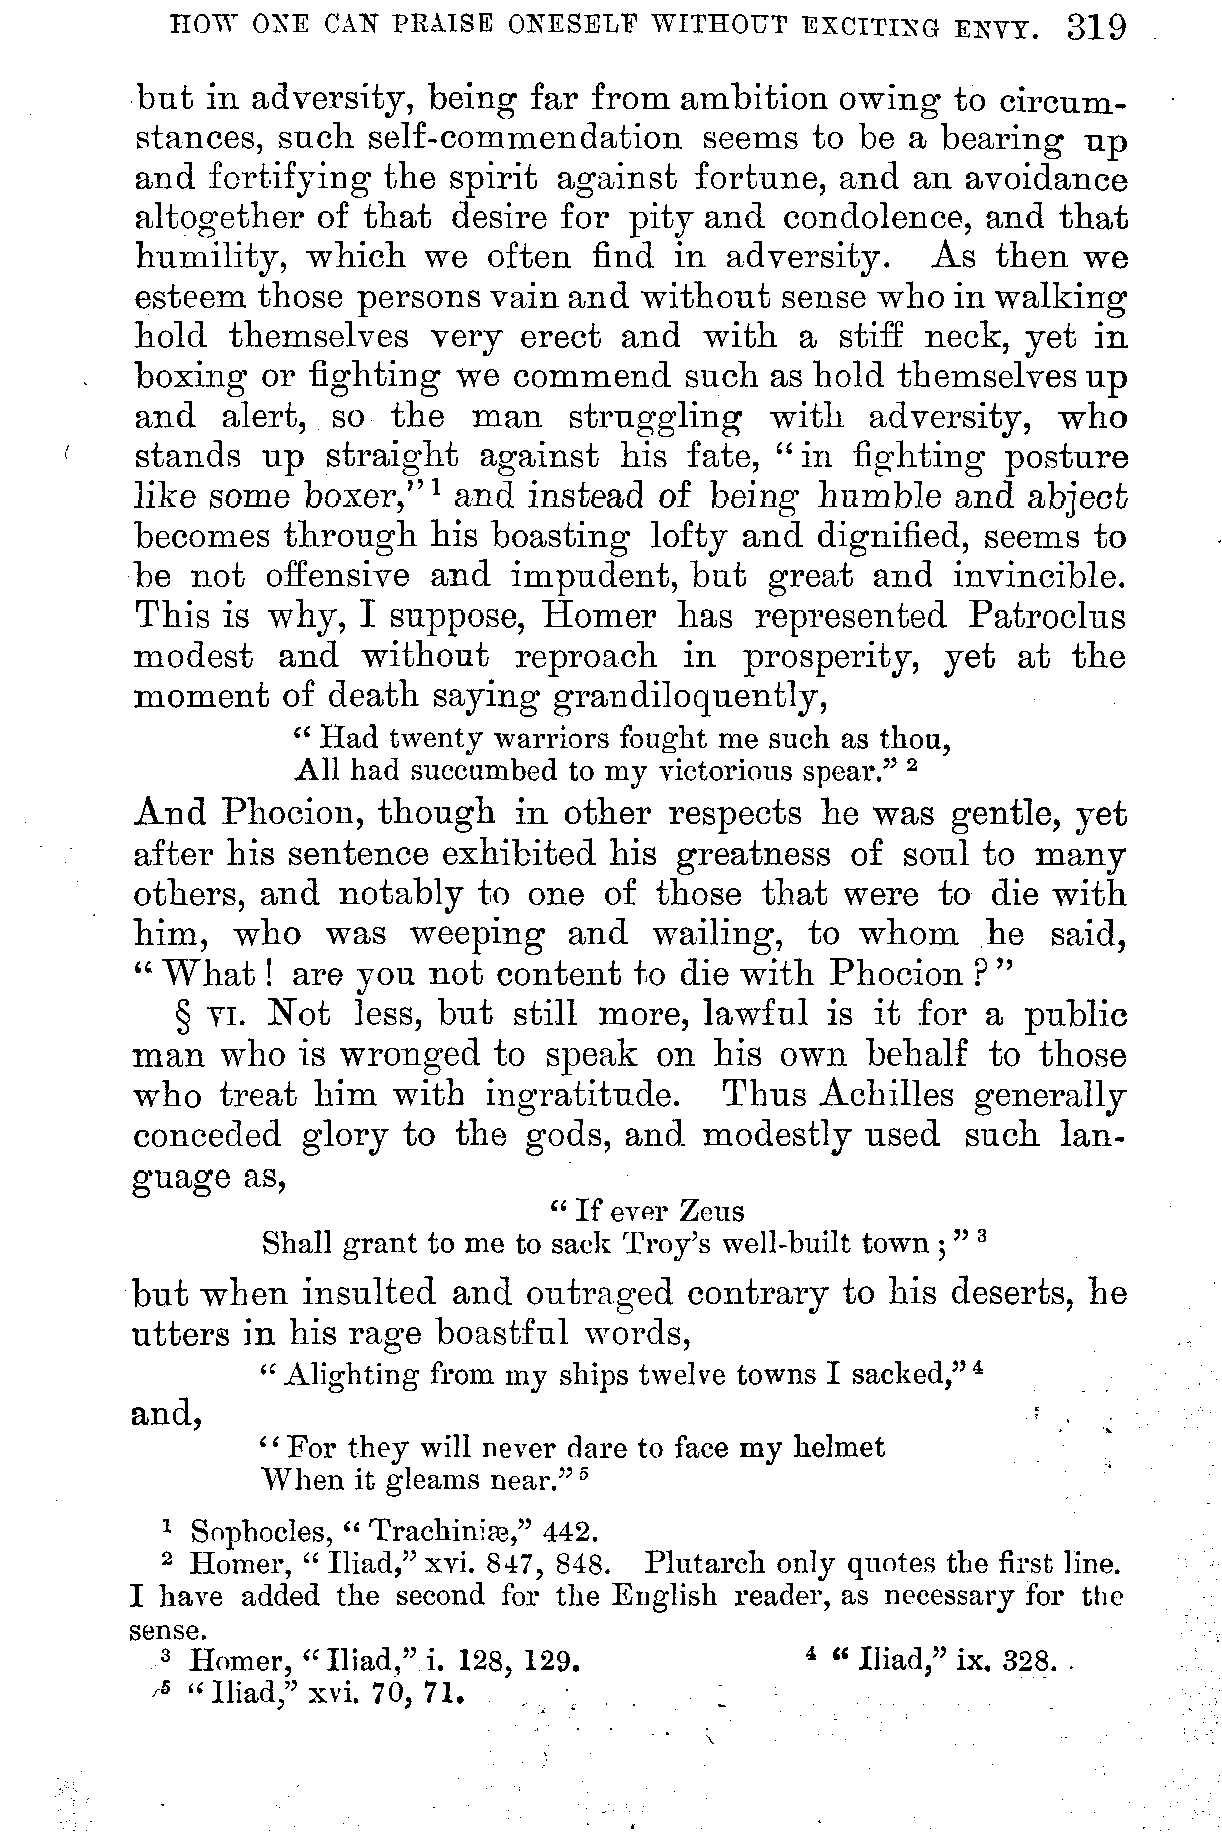 HOW ONE CAN PRAISE ONESELF WITHOUT EXCITING ENVY. 319
but in adversity, being far from ambition owing to circum-
stances, such self-commendation seems to be a bearing up
and fortifying the spirit against fortune, and an avoidance
altogether of that desire for pity and condolence, and that
humility, which we often find in adversity. As then we
esteem those persons vain and without sense who in walking
hold themselves very erect and with a stiff neck, yet in
boxing or fighting we commend such as hold themselves up
and alert, so the man struggling with adversity, who
stands up straight against his fate, “in fighting posture
like some boxer,”¹ and instead of being humble and abject
becomes through his boasting lofty and dignified, seems to
be not offensive and impudent, but great and invincible.
This is why, I suppose, Homer has represented Patroclus
modest and without reproach in prosperity, yet at the
moment of death saying grandiloquently,
“Had twenty warriors fought me such as thou,
All had succumbed to my victorious spear.”²
And Phocion, though in other respects he was gentle, yet
after his sentence exhibited his greatness of soul to many
others, and notably to one of those that were to die with
him, who was weeping and wailing, to whom he said,
“What! are you not content to die with Phocion?”
§ VI. Not less, but still more, lawful is it for a public
man who is wronged to speak on his own behalf to those
who treat him with ingratitude. Thus Achilles generally
conceded glory to the gods, and modestly used such lan-
guage as,
“If ever Zeus
Shall grant to me to sack Troy’s well-built town;”³
but when insulted and outraged contrary to his deserts, he
utters in his rage boastful words,
“Alighting from my ships twelve towns I sacked,”⁴
and,
“For they will never dare to face my helmet
When it gleams near.”⁵
¹ Sophocles, “Trachiniæ,” 442.
² Homer, “Iliad,” xvi. 847, 848. Plutarch only quotes the first line.
I have added the second for the English reader, as necessary for the
sense.
³ Homer, “Iliad,” i. 128, 129. ⁴ “Iliad,” ix. 328.
⁵ “Iliad,” xvi. 70, 71.